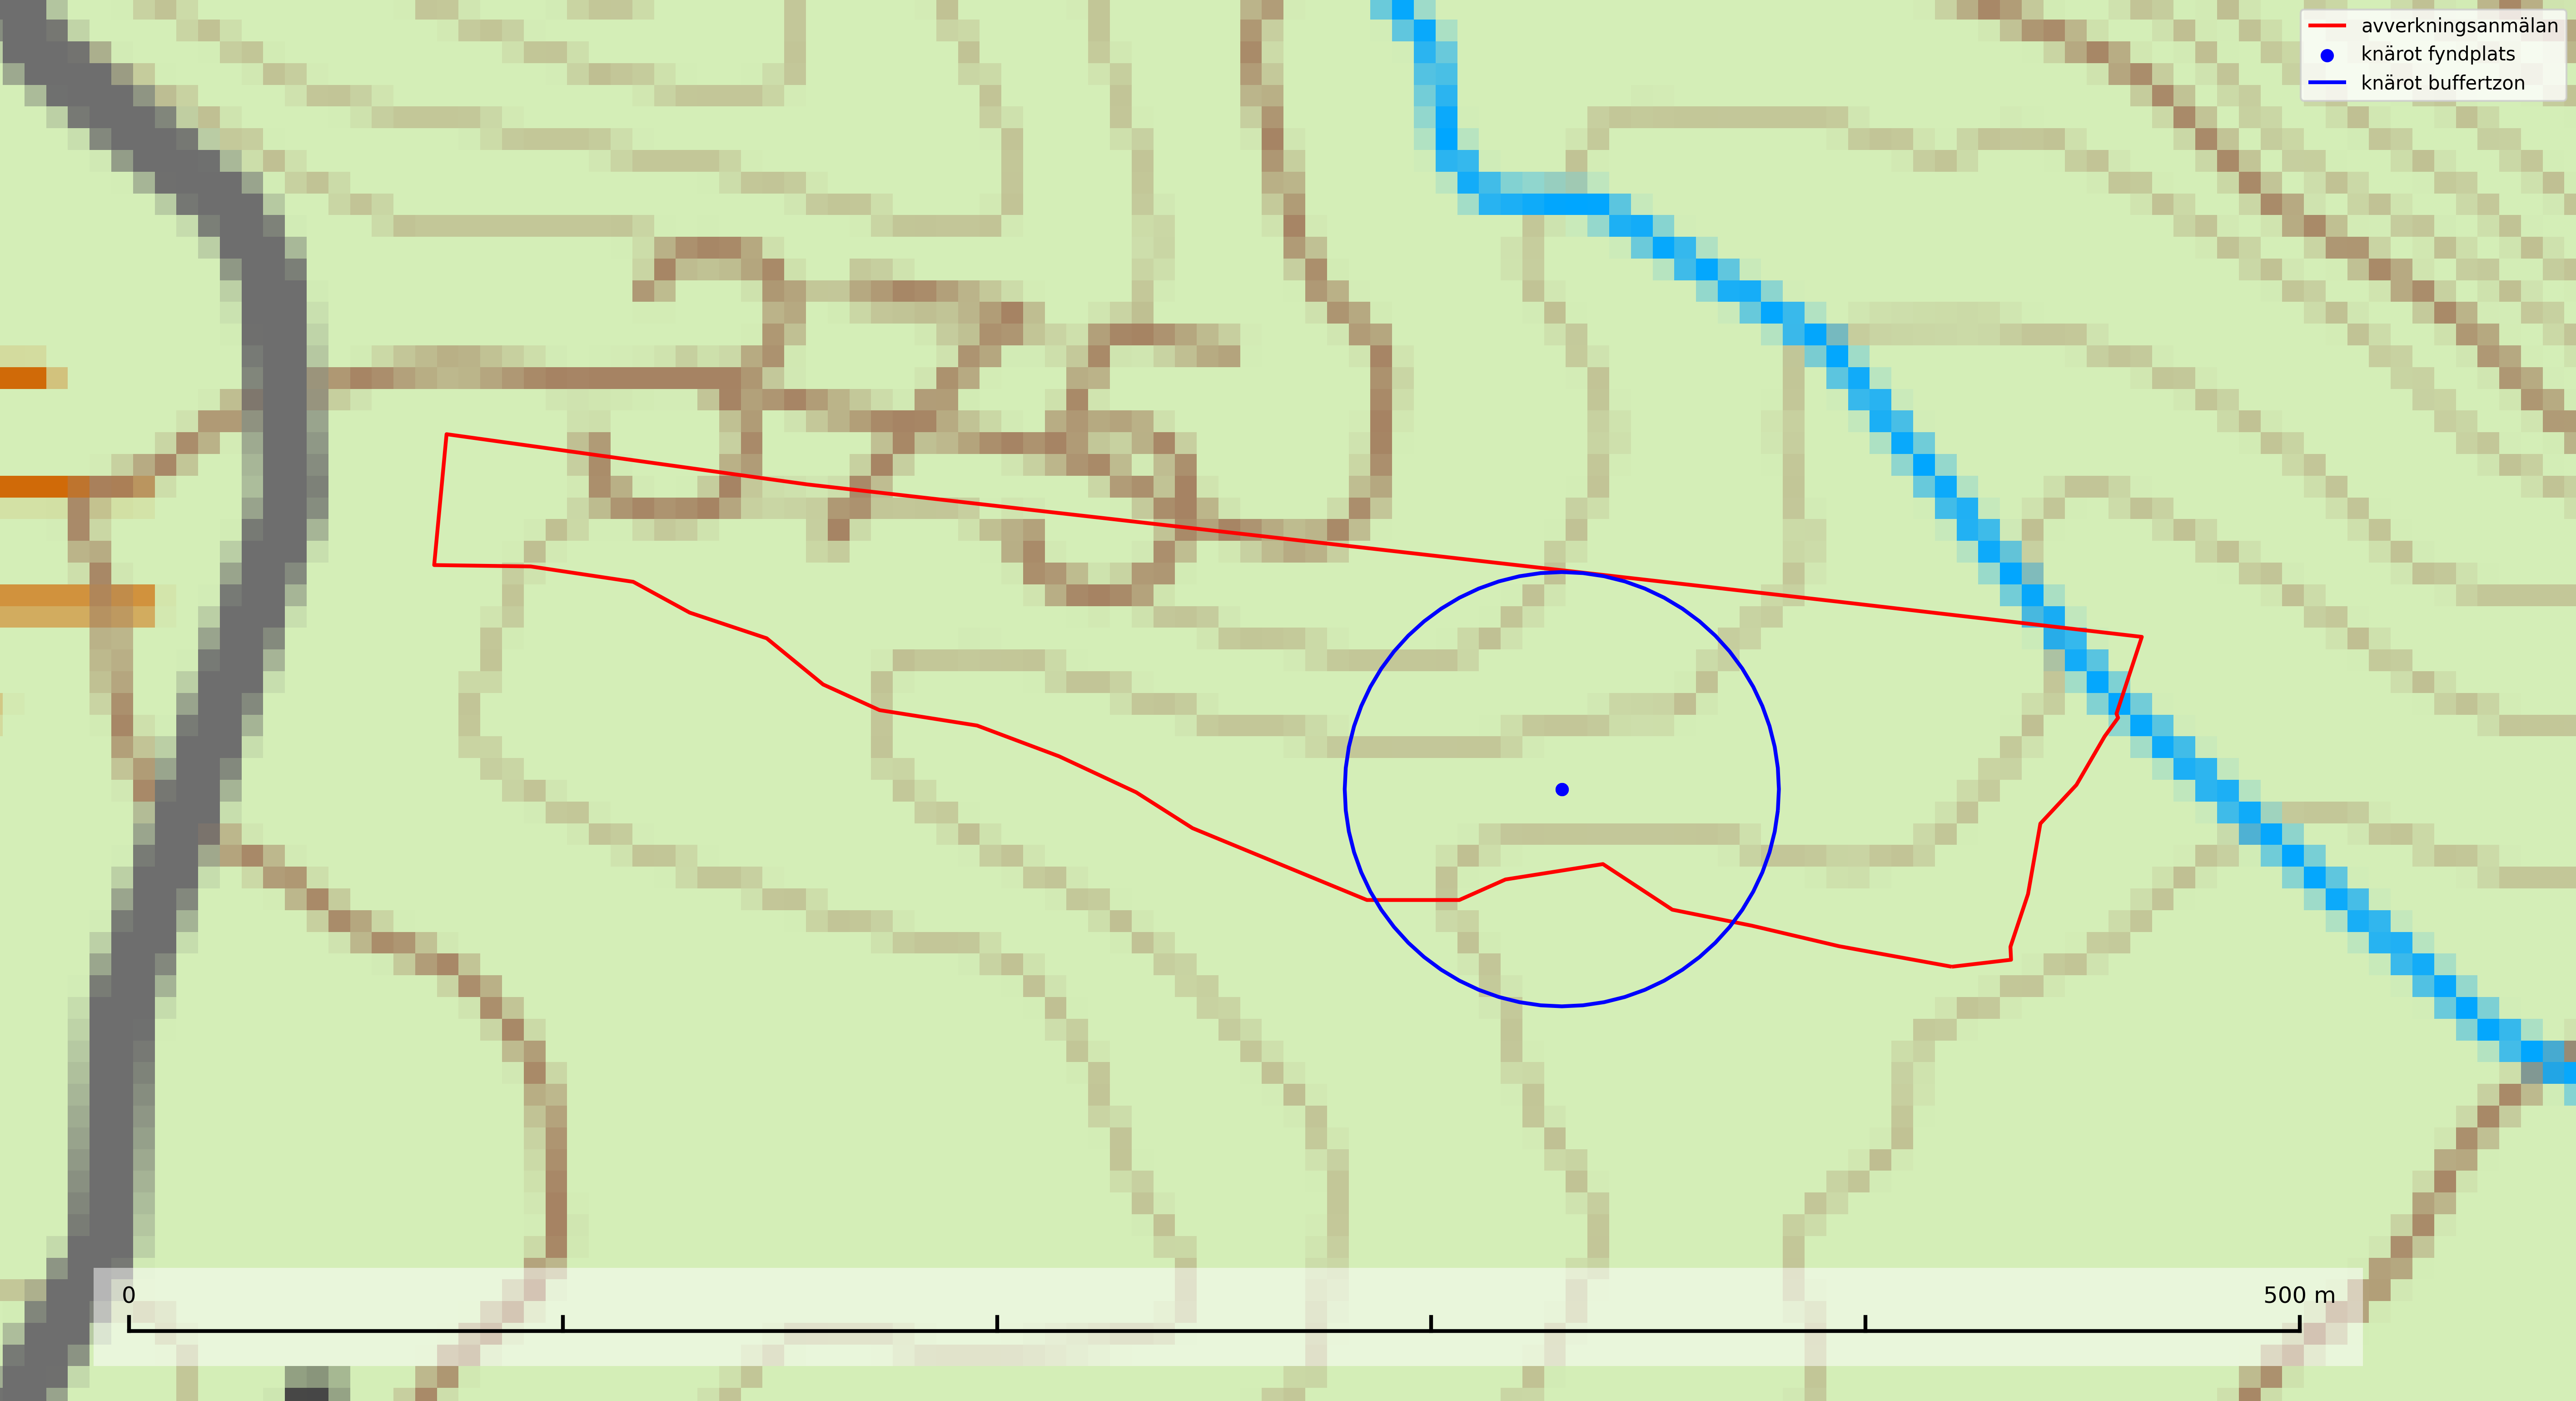 avverkningsanmälan
knärot fyndplats
knärot buffertzon
0
500 m